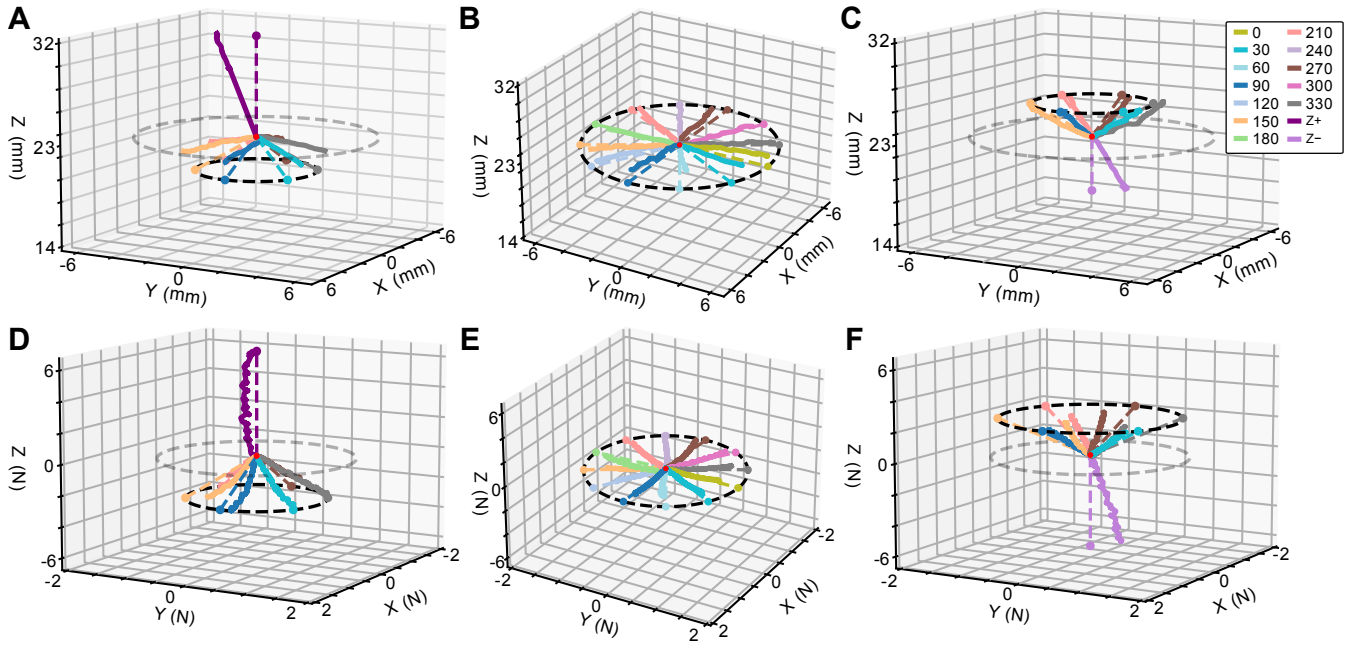 A
B
C
32
Z (mm)
23
14
-6
0
6
Y (mm)
-6
0
6
X (mm)
32
Z (mm)
23
14
-6
0
6
Y (mm)
-6
0
6
X (mm)
32
Z (mm)
23
14
-6
0
6
Y (mm)
-6
0
6
X (mm)
0
30
60
90
120
150
180
210
240
270
300
330
Z+
Z−
D
E
F
6
Z (N)
0
-6
-2
0
2
Y (N)
-2
0
2
X (N)
6
Z (N)
0
-6
-2
0
2
Y (N)
-2
0
2
X (N)
6
Z (N)
0
-6
-2
0
2
Y (N)
-2
0
2
X (N)